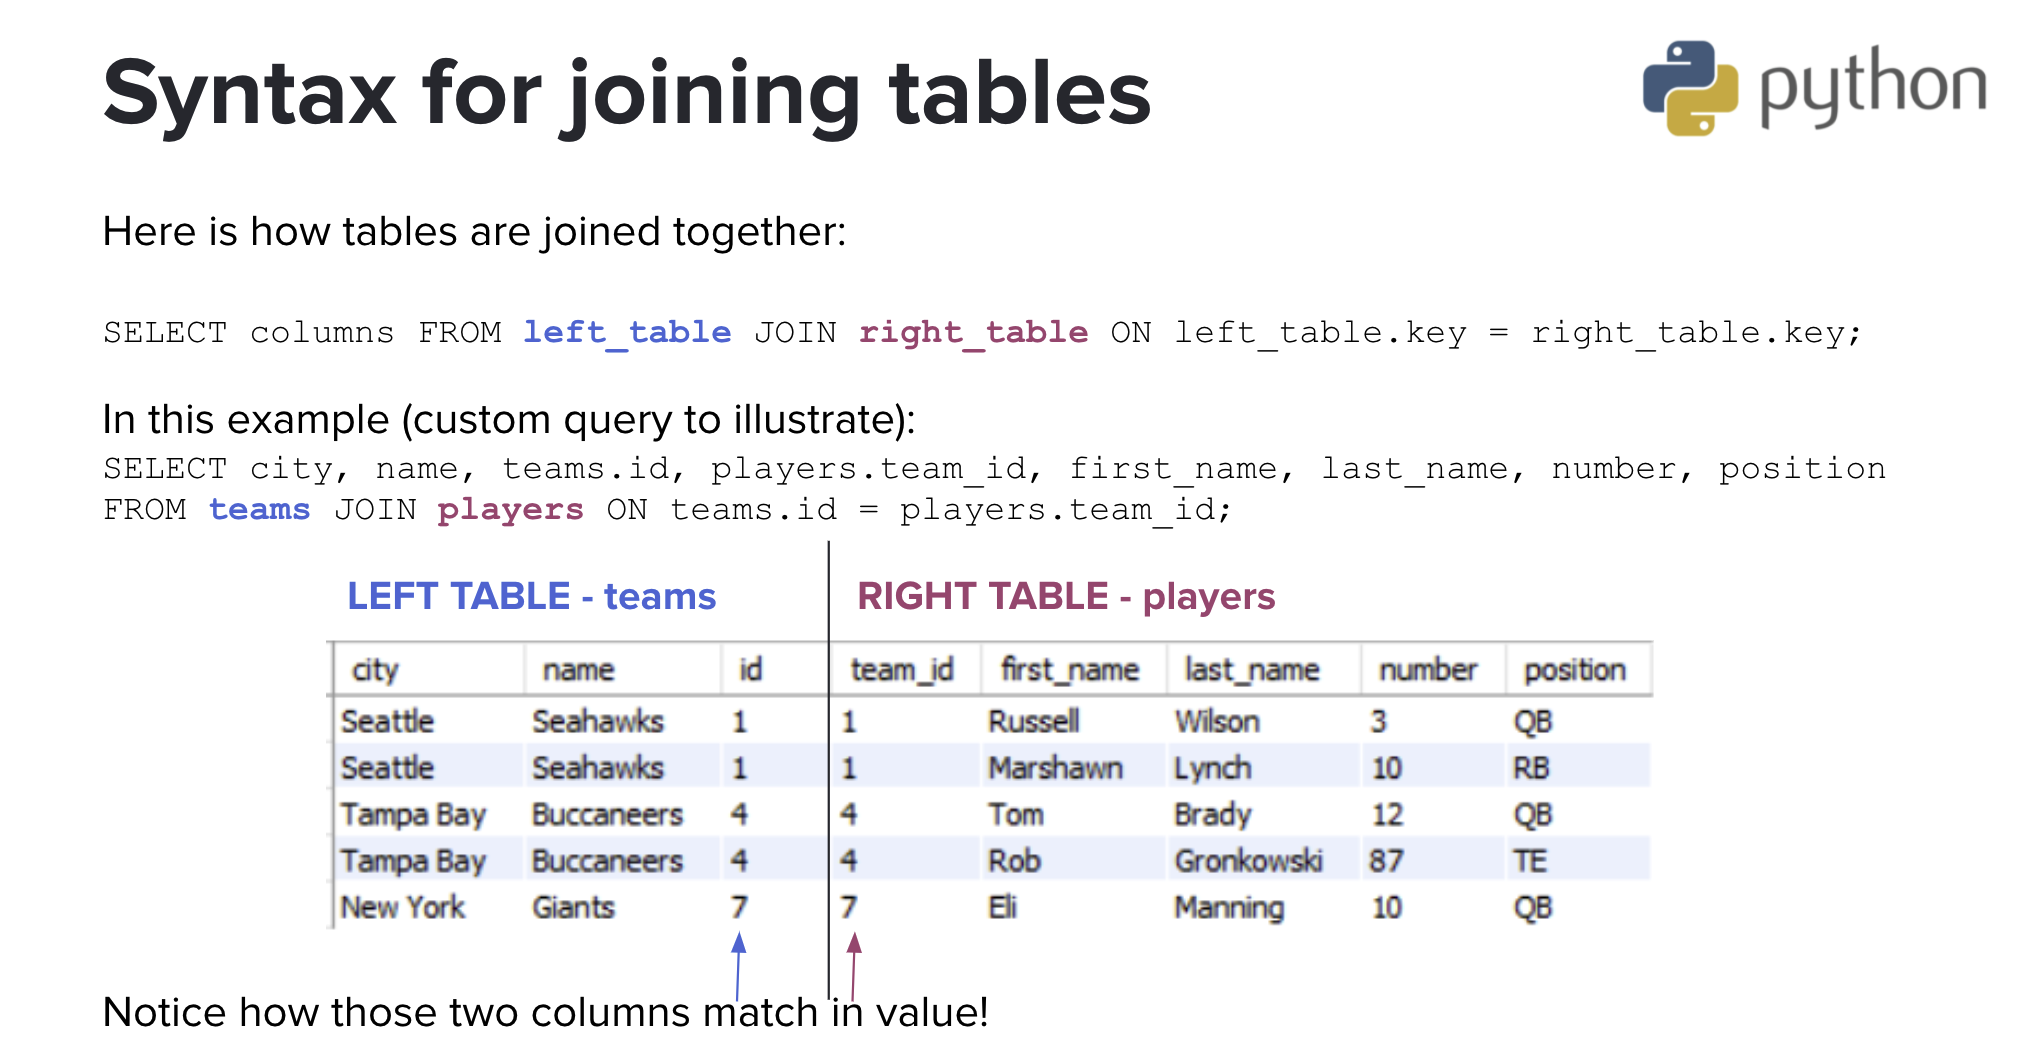 Syntax for joining tables
python
Here is how tables are joined together:
SELECT columns FROM left_table JOIN right_table ON left_table.key = right_table.key;
In this example (custom query to illustrate):
SELECT city, name, teams.id, players.team_id, first_name, last_name, number, position
FROM teams JOIN players ON teams.id = players.team_id;
LEFT TABLE - teams RIGHT TABLE - players
city name id team_id first_name last_name number position
Seattle Seahawks 1 1 Russell Wilson 3 QB
Seattle Seahawks 1 1 Marshawn Lynch 10 RB
Tampa Bay Buccaneers 4 4 Tom Brady 12 QB
Tampa Bay Buccaneers 4 4 Rob Gronkowski 87 TE
New York Giants 7 7 Eli Manning 10 QB
Notice how those two columns match in value!